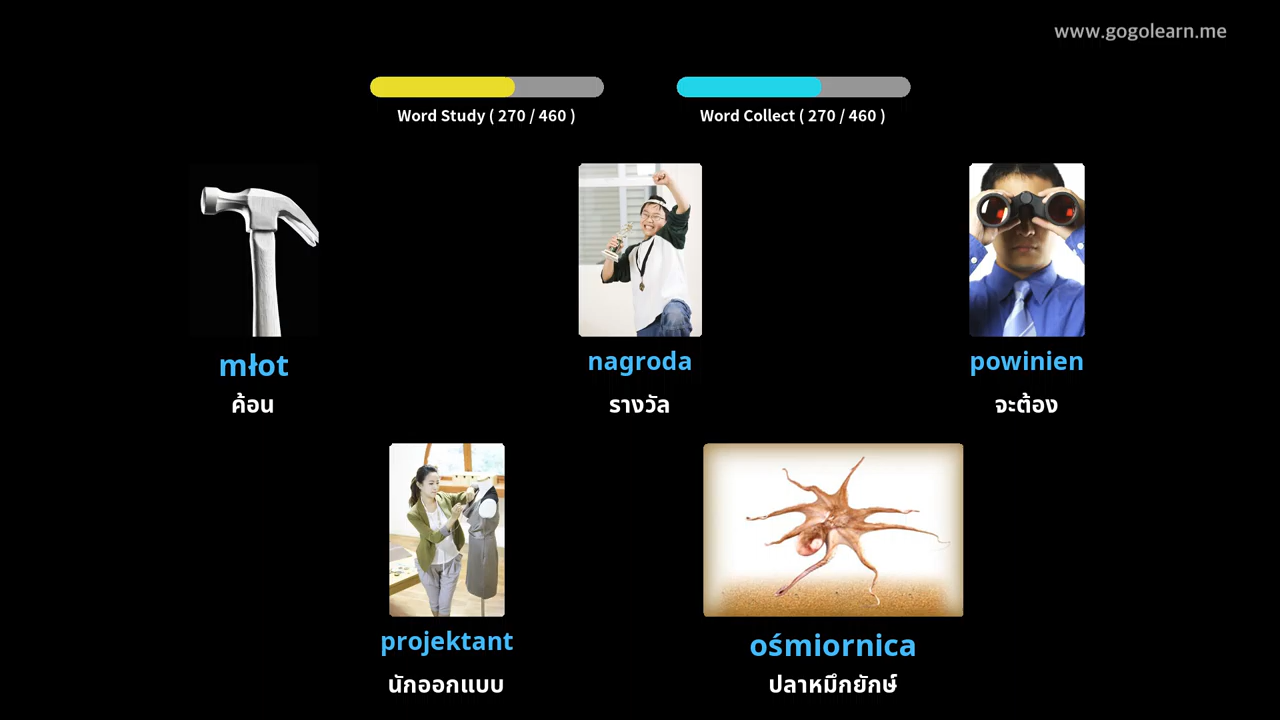 www.gogolearn.me
Word Study ( 270 / 460 )
Word Collect ( 270 / 460 )
młot
ค้อน
nagroda
รางวัล
powinien
จะต้อง
projektant
นักออกแบบ
ośmiornica
ปลาหมึกยักษ์